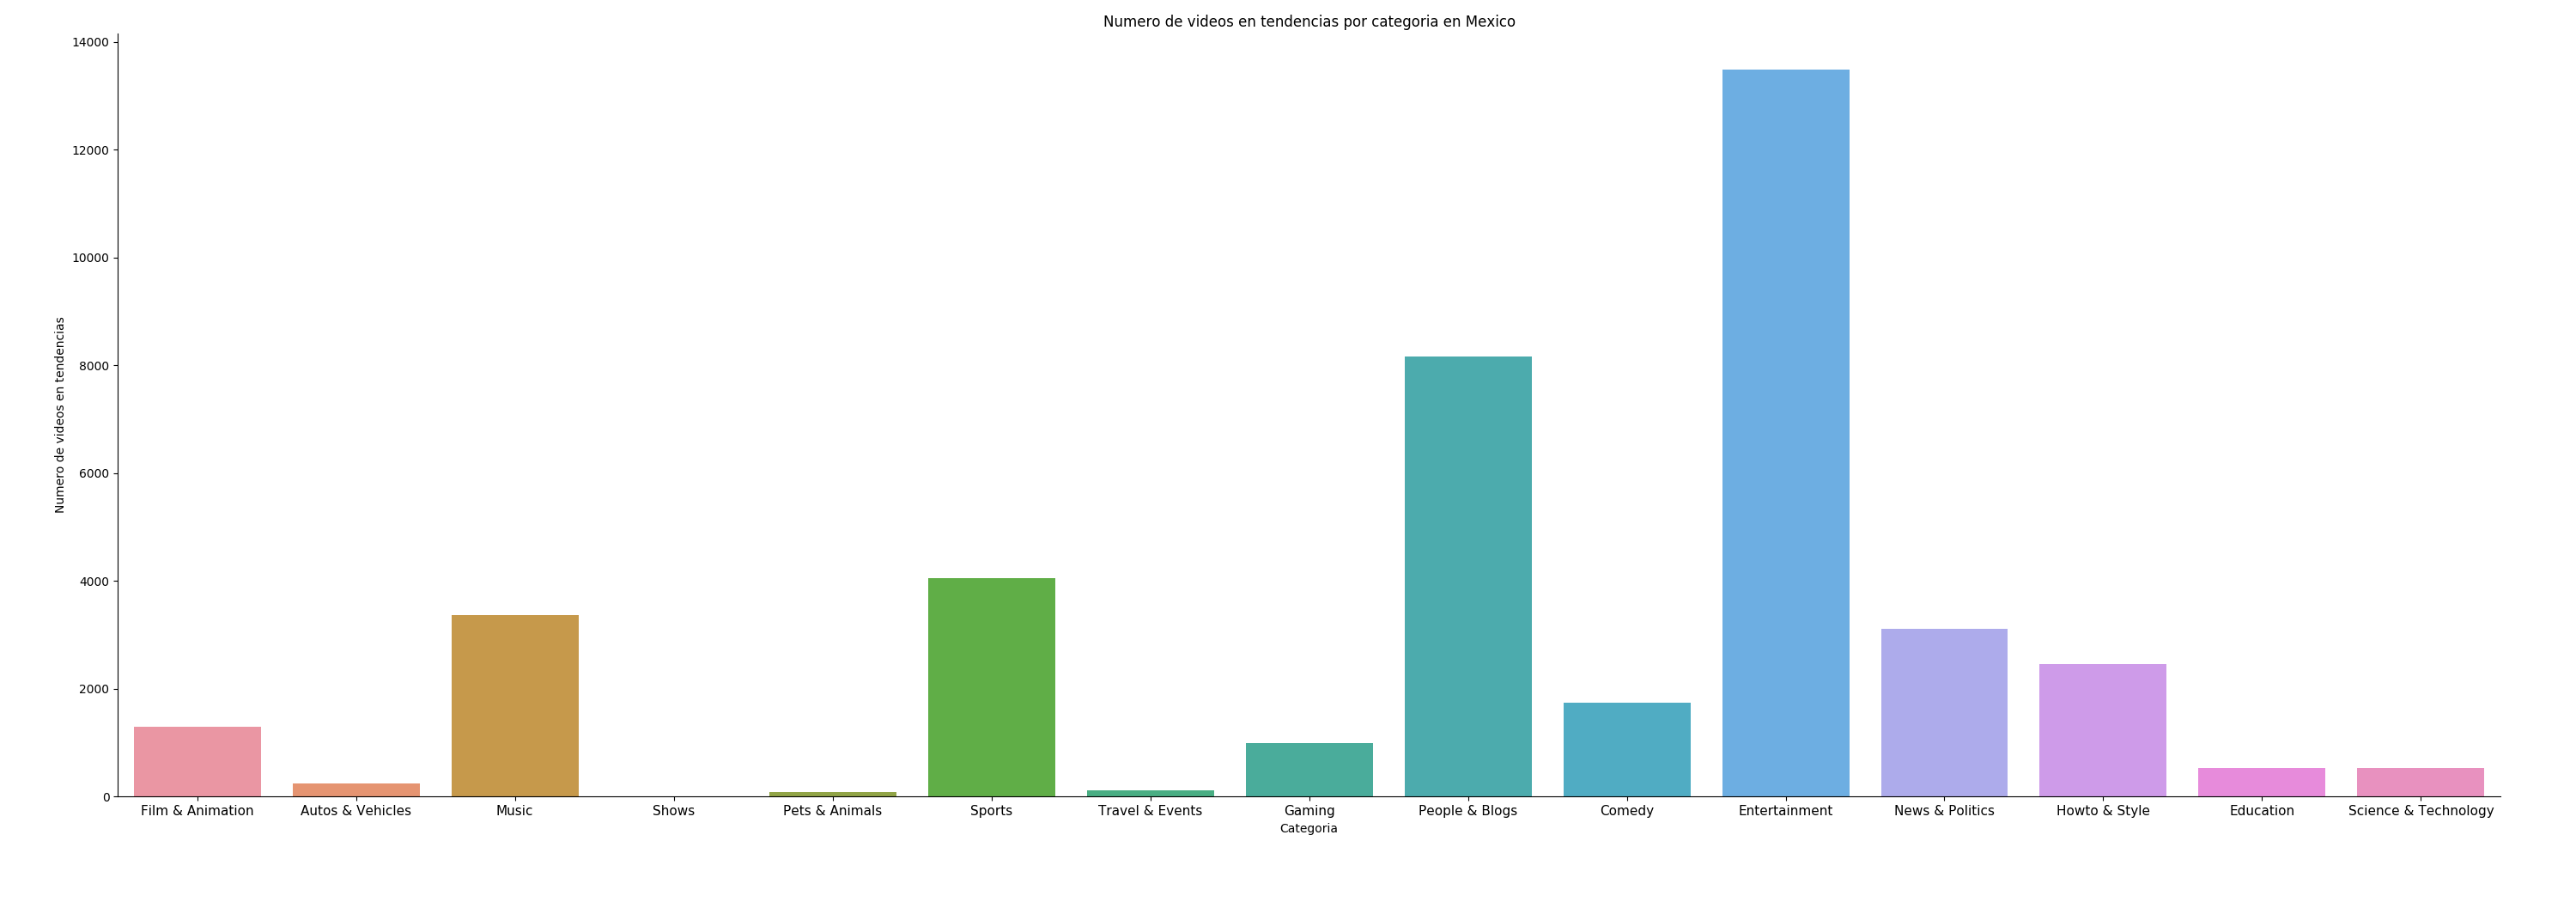 Numero de videos en tendencias por categoria en Mexico
Numero de videos en tendencias
14000
12000
10000
8000
6000
4000
2000
0
Film & Animation
Autos & Vehicles
Music
Shows
Pets & Animals
Sports
Travel & Events
Gaming
People & Blogs
Comedy
Entertainment
News & Politics
Howto & Style
Education
Science & Technology
Categoria